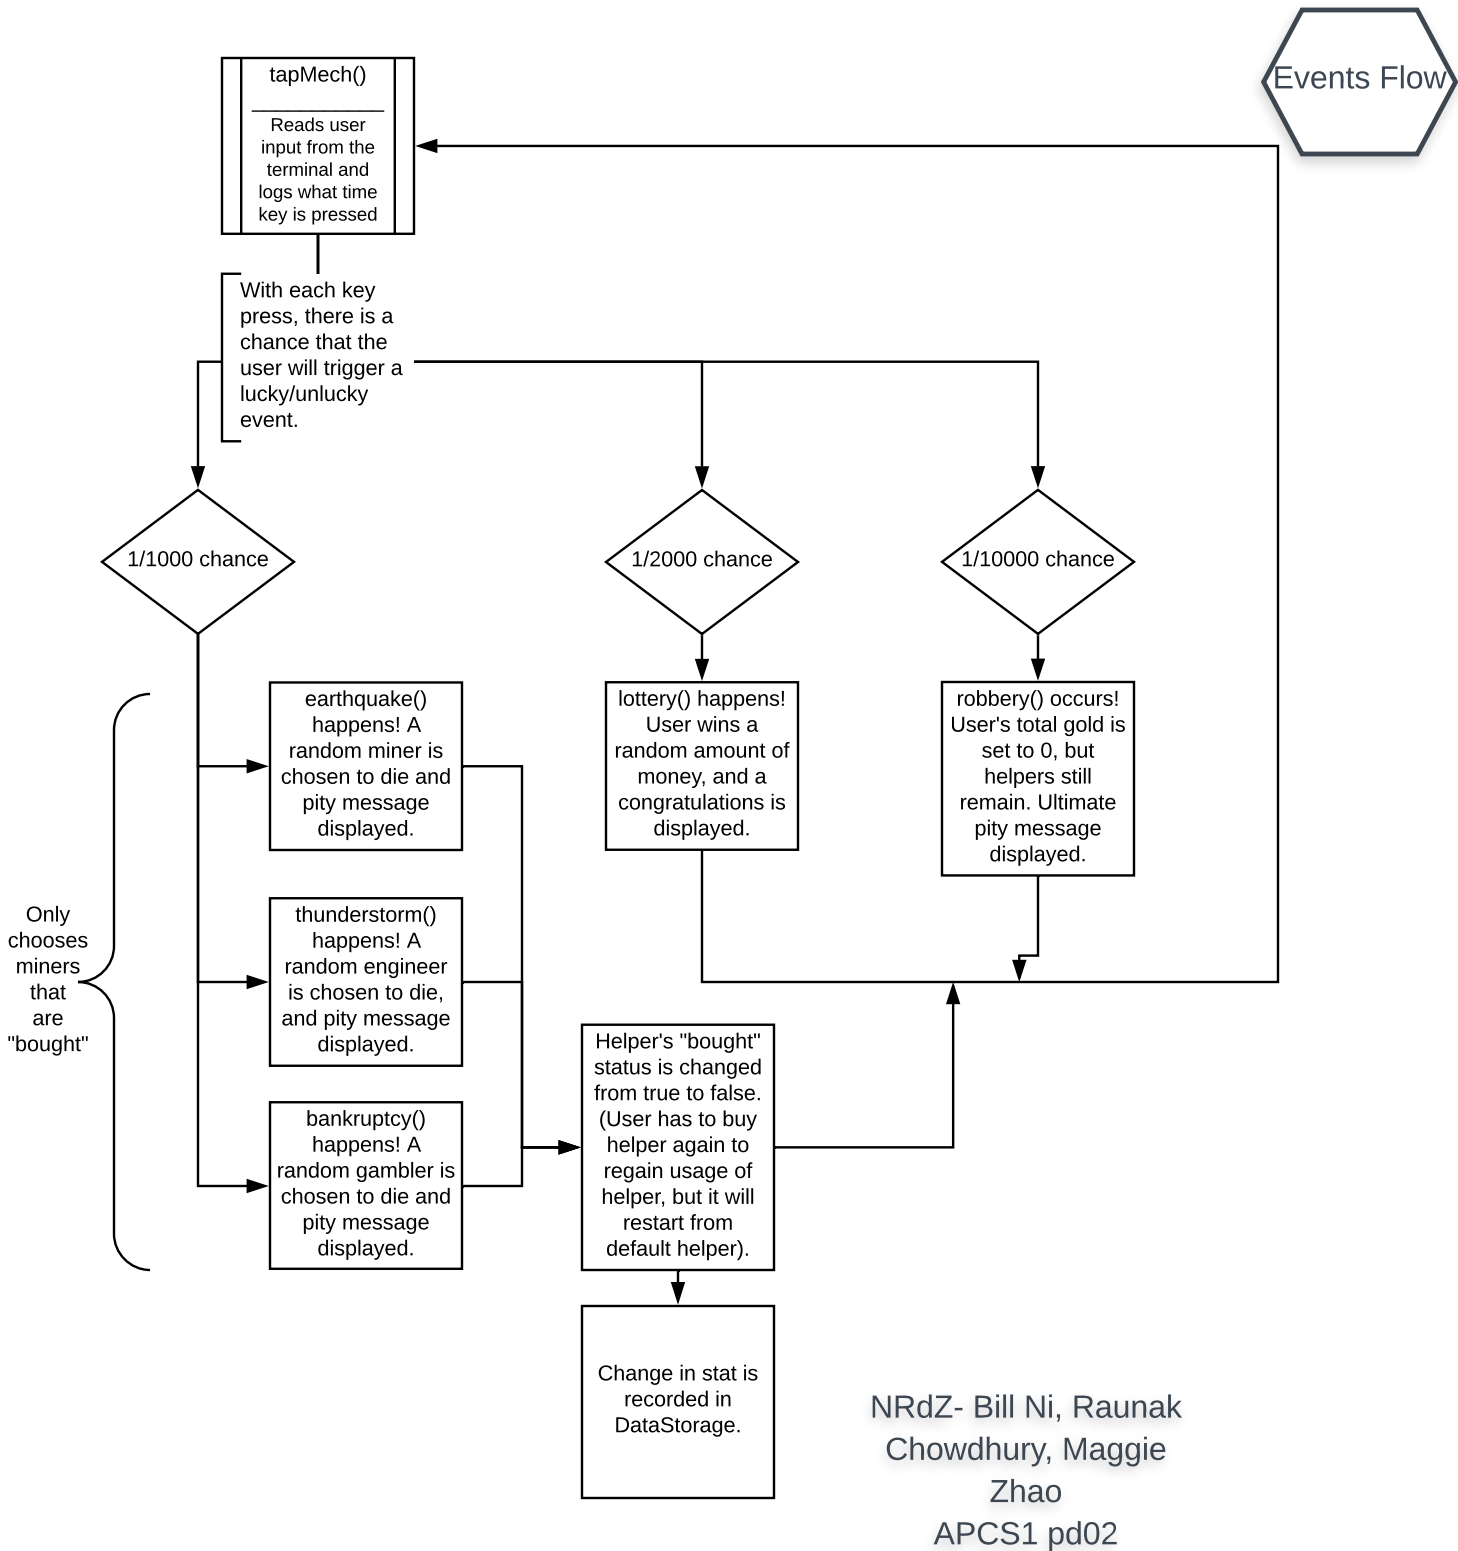 Events Flow
tapMech()
Reads user
input from the
terminal and
logs what time
key is pressed
With each key
press, there is a
chance that the
user will trigger a
lucky/unlucky
event.
1/1000 chance
1/2000 chance
1/10000 chance
earthquake()
happens! A
random miner is
chosen to die and
pity message
displayed.
lottery() happens!
User wins a
random amount of
money, and a
congratulations is
displayed.
robbery() occurs!
User's total gold is
set to 0, but
helpers still
remain. Ultimate
pity message
displayed.
Only
chooses
miners
that
are
"bought"
thunderstorm()
happens! A
random engineer
is chosen to die,
and pity message
displayed.
bankruptcy()
happens! A
random gambler is
chosen to die and
pity message
displayed.
Helper's "bought"
status is changed
from true to false.
(User has to buy
helper again to
regain usage of
helper, but it will
restart from
default helper).
Change in stat is
recorded in
DataStorage.
NRdZ- Bill Ni, Raunak
Chowdhury, Maggie
Zhao
APCS1 pd02